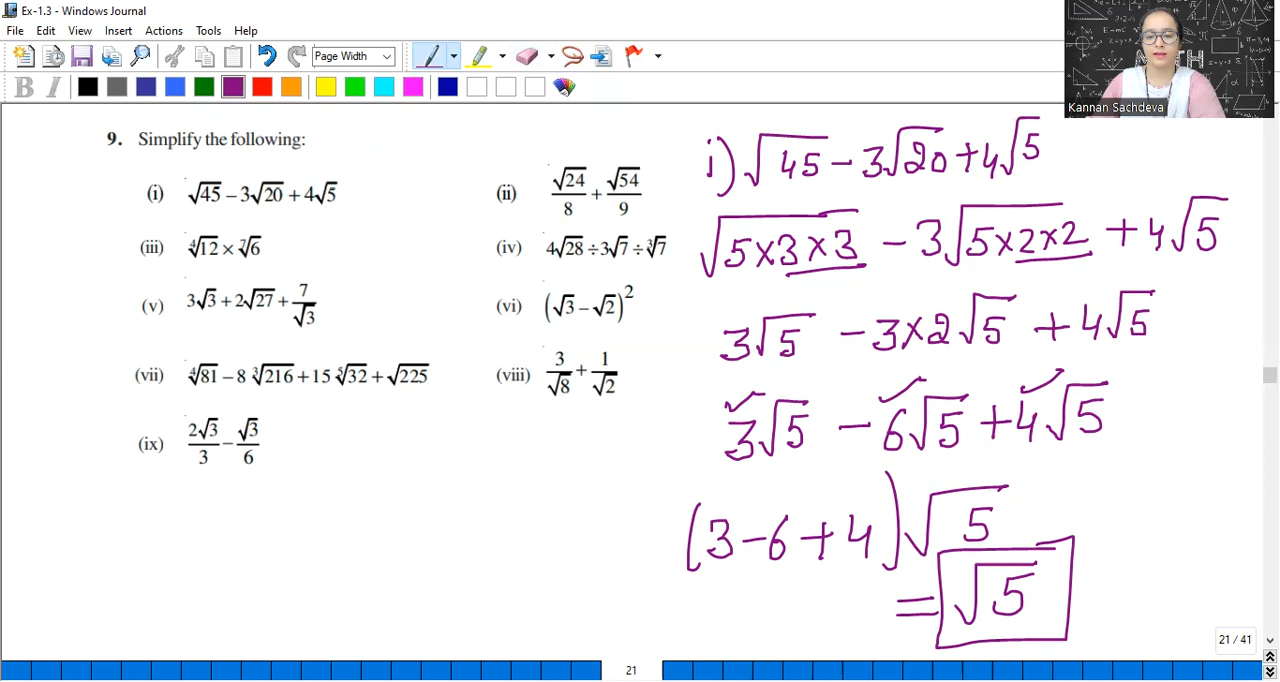 Ex-1.3 - Windows Journal
File Edit View Insert Actions Tools Help
Page Width
B I
Kannan Sachdeva
9. Simplify the following:
(i) √45 − 3√20 + 4√5
(ii) √24/8 + √54/9
(iii) ∜12 × ⁷√6
(iv) 4√28 ÷ 3√7 ÷ ∛7
(v) 3√3 + 2√27 + 7/√3
(vi) (√3 − √2)²
(vii) ∜81 − 8 ∛216 + 15 ⁵√32 + √225
(viii) 3/√8 + 1/√2
(ix) 2√3/3 − √3/6
i) √45 − 3√20 + 4√5
√5×3×3 − 3√5×2×2 + 4√5
3√5 − 3×2√5 + 4√5
3√5 − 6√5 + 4√5
(3 − 6 + 4)√5
= √5
21 / 41
21